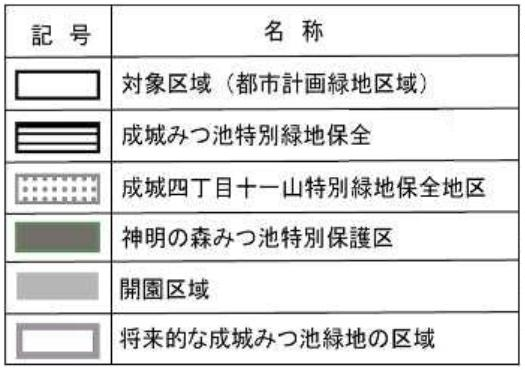 記号 名称
対象区域（都市計画緑地区域）
成城みつ池特別緑地保全
成城四丁目十一山特別緑地保全地区
神明の森みつ池特別保護区
開園区域
将来的な成城みつ池緑地の区域